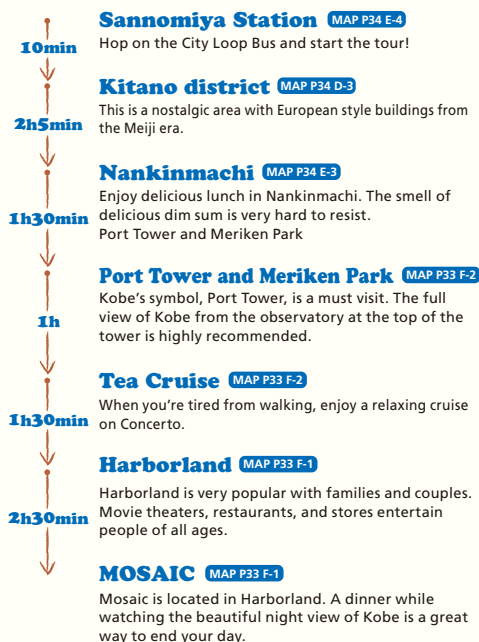 Sannomiya Station MAP P34 E-4
Hop on the City Loop Bus and start the tour!
10min
Kitano district MAP P34 D-3
This is a nostalgic area with European style buildings from
the Meiji era.
2h5min
Nankinmachi MAP P34 E-3
Enjoy delicious lunch in Nankinmachi. The smell of
delicious dim sum is very hard to resist.
Port Tower and Meriken Park
1h30min
Port Tower and Meriken Park MAP P33 F-2
Kobe's symbol, Port Tower, is a must visit. The full
view of Kobe from the observatory at the top of the
tower is highly recommended.
1h
Tea Cruise MAP P33 F-2
When you're tired from walking, enjoy a relaxing cruise
on Concerto.
1h30min
Harborland MAP P33 F-1
Harborland is very popular with families and couples.
Movie theaters, restaurants, and stores entertain
people of all ages.
2h30min
MOSAIC MAP P33 F-1
Mosaic is located in Harborland. A dinner while
watching the beautiful night view of Kobe is a great
way to end your day.